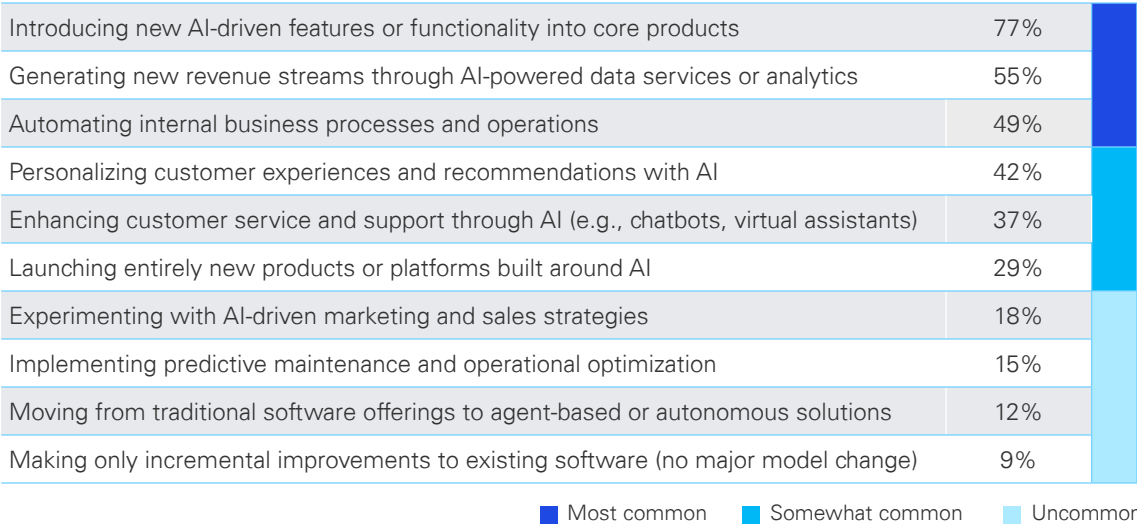 Introducing new AI-driven features or functionality into core products 77%
Generating new revenue streams through AI-powered data services or analytics 55%
Automating internal business processes and operations 49%
Personalizing customer experiences and recommendations with AI 42%
Enhancing customer service and support through AI (e.g., chatbots, virtual assistants) 37%
Launching entirely new products or platforms built around AI 29%
Experimenting with AI-driven marketing and sales strategies 18%
Implementing predictive maintenance and operational optimization 15%
Moving from traditional software offerings to agent-based or autonomous solutions 12%
Making only incremental improvements to existing software (no major model change) 9%
Most common Somewhat common Uncommon